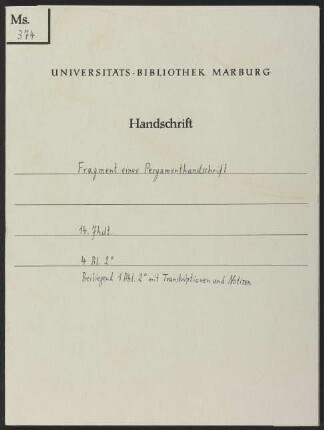 Ms.
374
UNIVERSITÄTS-BIBLIOTHEK MARBURG
Handschrift
Fragment einer Pergamenthandschrift
14. Jhdt.
4 Bl. 2°
Beiliegend 1 Dbl. 2° mit Transkriptionen und Notizen